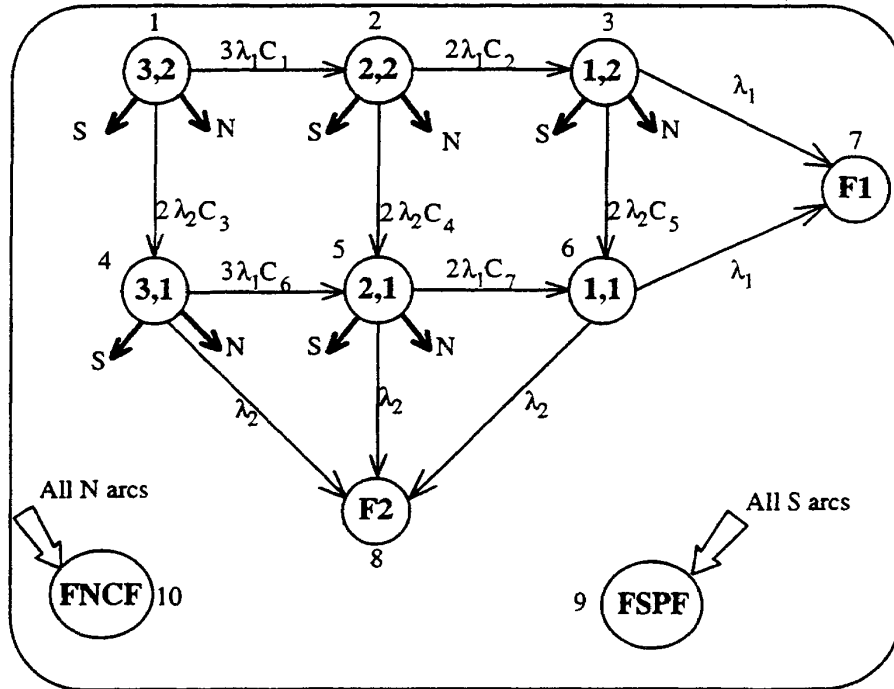 1 2 3
3,2 3λ₁C₁ 2,2 2λ₁C₂ 1,2 λ₁
S N S N S N 7
F1
2λ₂C₃ 2λ₂C₄ 2λ₂C₅
4 5 6
3,1 3λ₁C₆ 2,1 2λ₁C₇ 1,1 λ₁
S N S N
λ₂ λ₂ λ₂
All N arcs F2 All S arcs
8
FNCF 10 9 FSPF